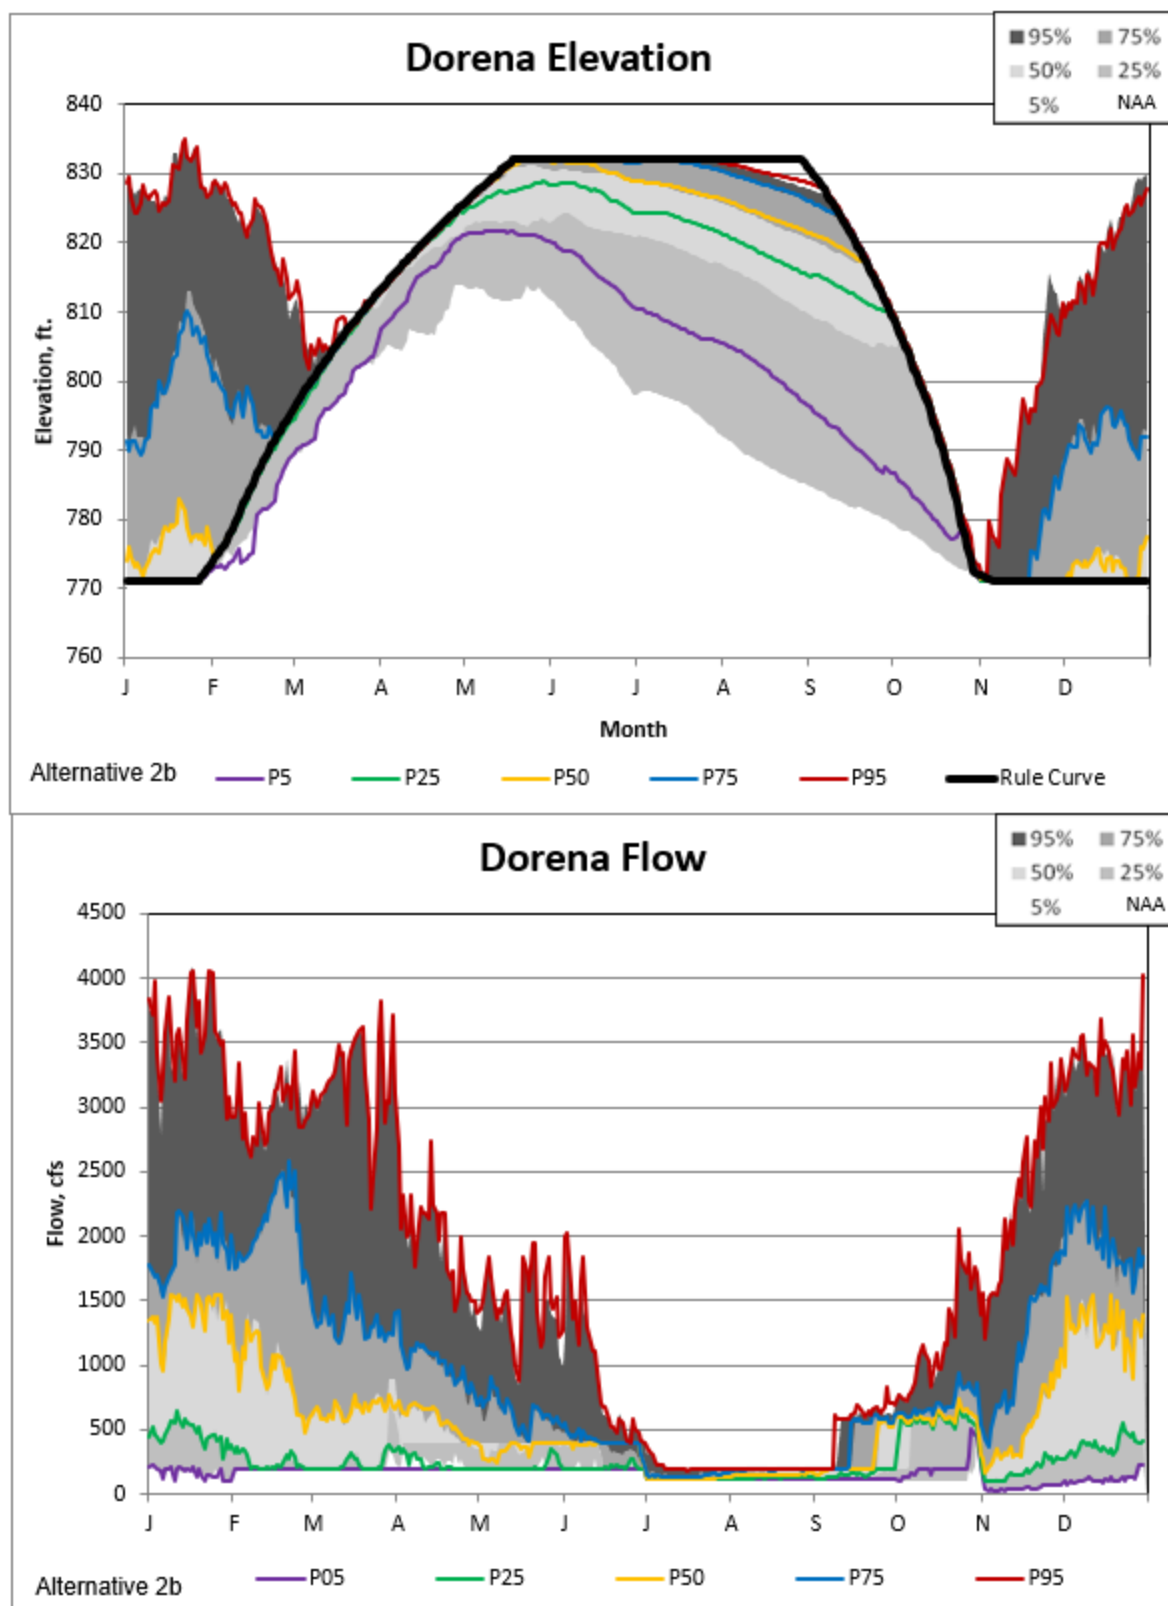 Dorena Elevation
95% 75%
50% 25%
5% NAA
840
830
820
810
800
790
780
770
760
Elevation, ft.
J F M A M J J A S O N D
Month
Alternative 2b P5 P25 P50 P75 P95 Rule Curve
Dorena Flow
95% 75%
50% 25%
5% NAA
4500
4000
3500
3000
2500
2000
1500
1000
500
0
Flow, cfs
J F M A M J J A S O N D
Alternative 2b P05 P25 P50 P75 P95